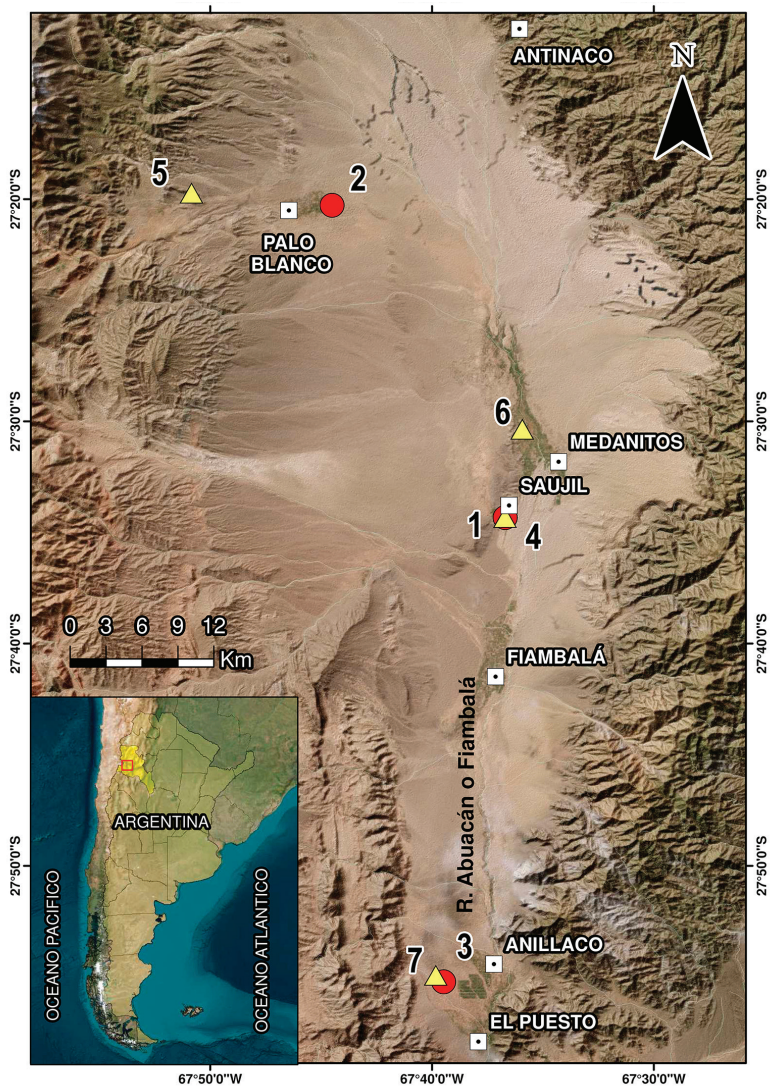 ANTINACO
N
5
2
27°20'0"S
27°20'0"S
PALO
BLANCO
27°30'0"S
27°30'0"S
6
MEDANITOS
SAUJIL
1
4
0 3 6 9 12
Km
27°40'0"S
27°40'0"S
FIAMBALÁ
R. Abuacán o Fiambalá
ARGENTINA
OCEANO PACIFICO
OCEANO ATLANTICO
27°50'0"S
27°50'0"S
7
3
ANILLACO
EL PUESTO
67°50'0"W
67°40'0"W
67°30'0"W